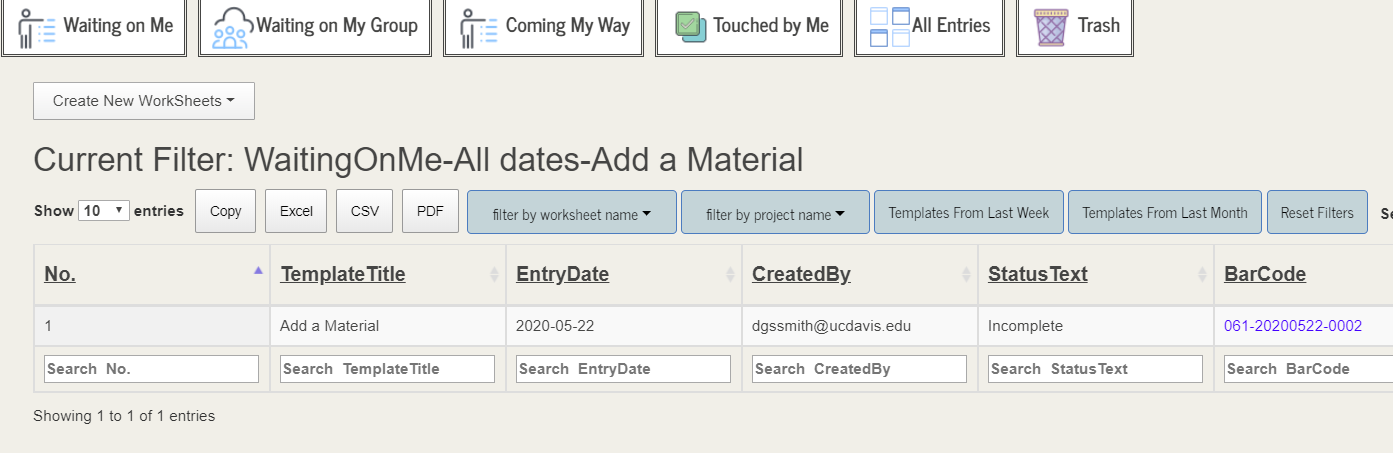 Waiting on Me Waiting on My Group Coming My Way Touched by Me All Entries Trash
Create New WorkSheets
Current Filter: WaitingOnMe-All dates-Add a Material
Show 10 entries Copy Excel CSV PDF filter by worksheet name filter by project name Templates From Last Week Templates From Last Month Reset Filters
No. TemplateTitle EntryDate CreatedBy StatusText BarCode
1 Add a Material 2020-05-22 dgssmith@ucdavis.edu Incomplete 061-20200522-0002
Search No. Search TemplateTitle Search EntryDate Search CreatedBy Search StatusText Search BarCode
Showing 1 to 1 of 1 entries